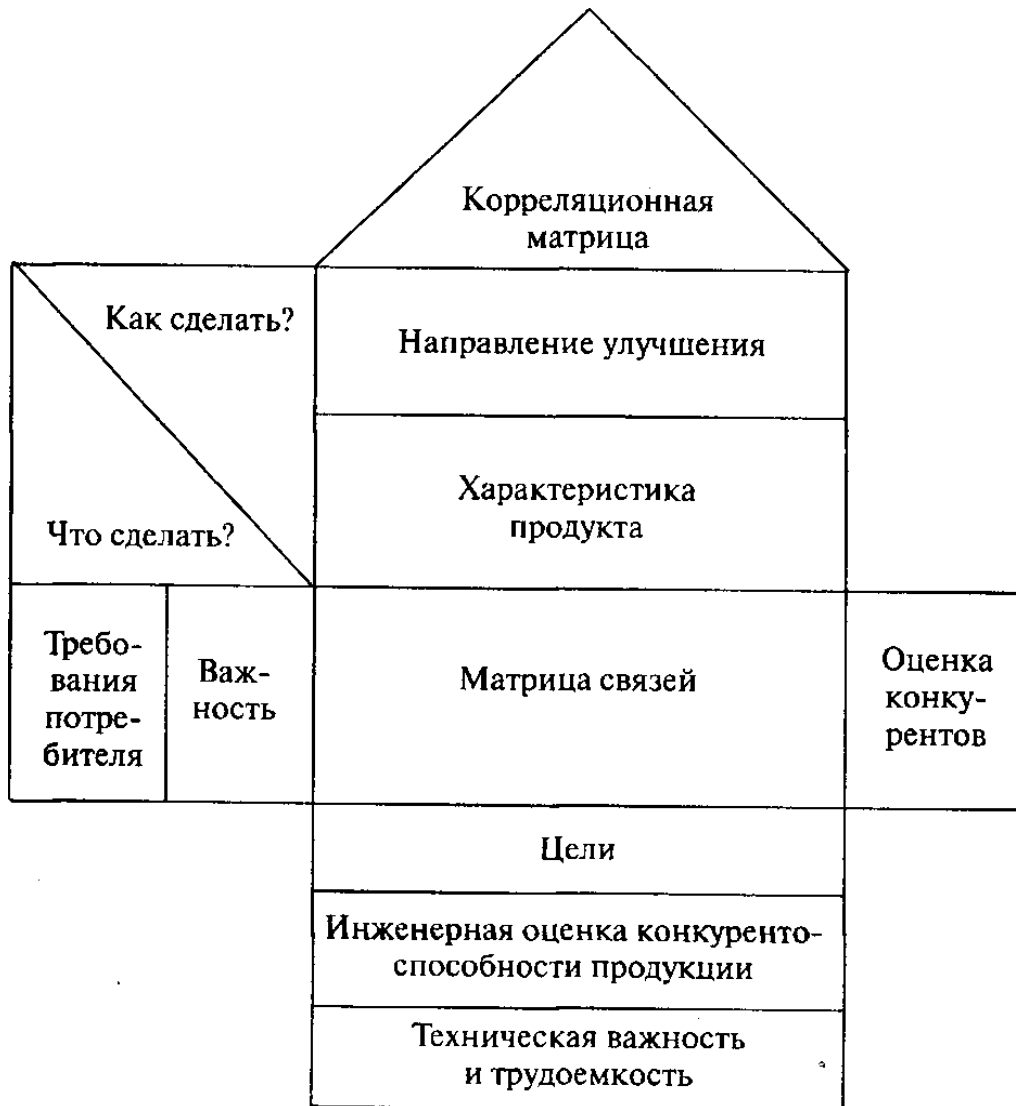 Корреляционная
матрица
Как сделать?
Направление улучшения
Характеристика
продукта
Что сделать?
Требо-
вания
потре-
бителя
Важ-
ность
Матрица связей
Оценка
конку-
рентов
Цели
Инженерная оценка конкуренто-
способности продукции
Техническая важность
и трудоемкость